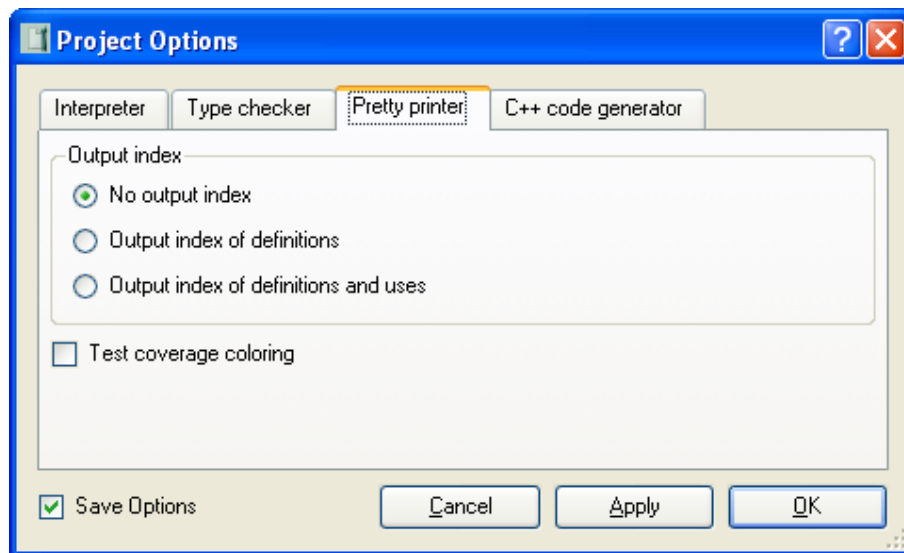 Project Options
Interpreter Type checker Pretty printer C++ code generator
Output index
No output index
Output index of definitions
Output index of definitions and uses
Test coverage coloring
Save Options Cancel Apply OK